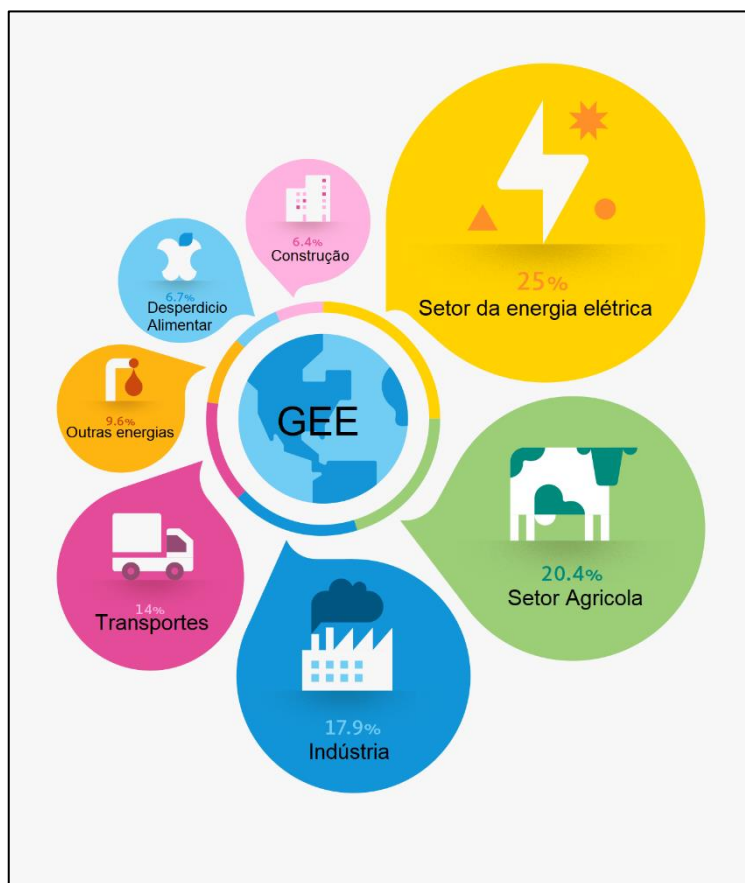 6.4%
Construção
25%
Setor da energia elétrica
6.7%
Desperdicio
Alimentar
9.6%
Outras energias
GEE
20.4%
Setor Agricola
14%
Transportes
17.9%
Indústria